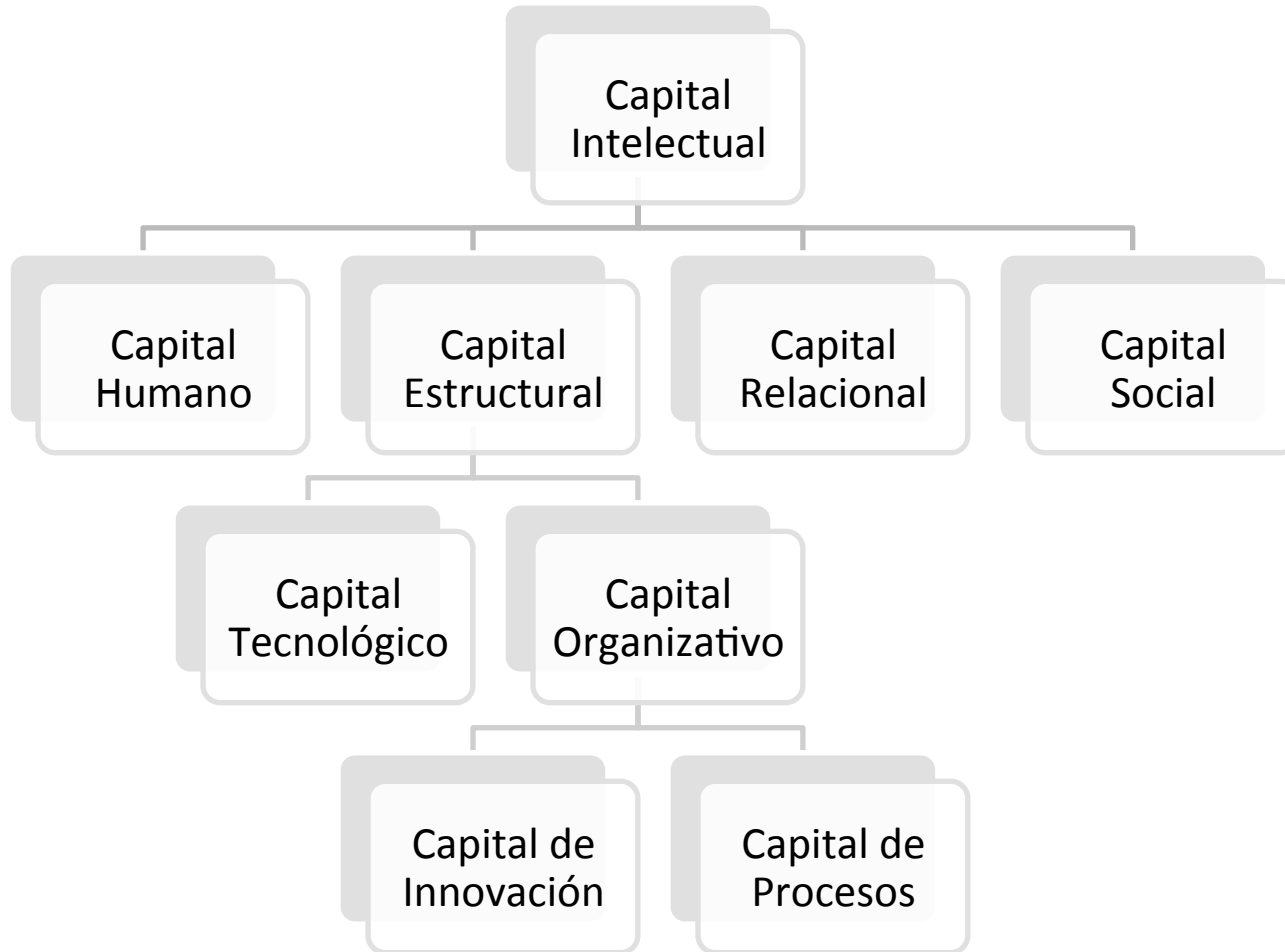 Capital
Intelectual
Capital
Humano
Capital
Estructural
Capital
Relacional
Capital
Social
Capital
Tecnológico
Capital
Organizativo
Capital de
Innovación
Capital de
Procesos